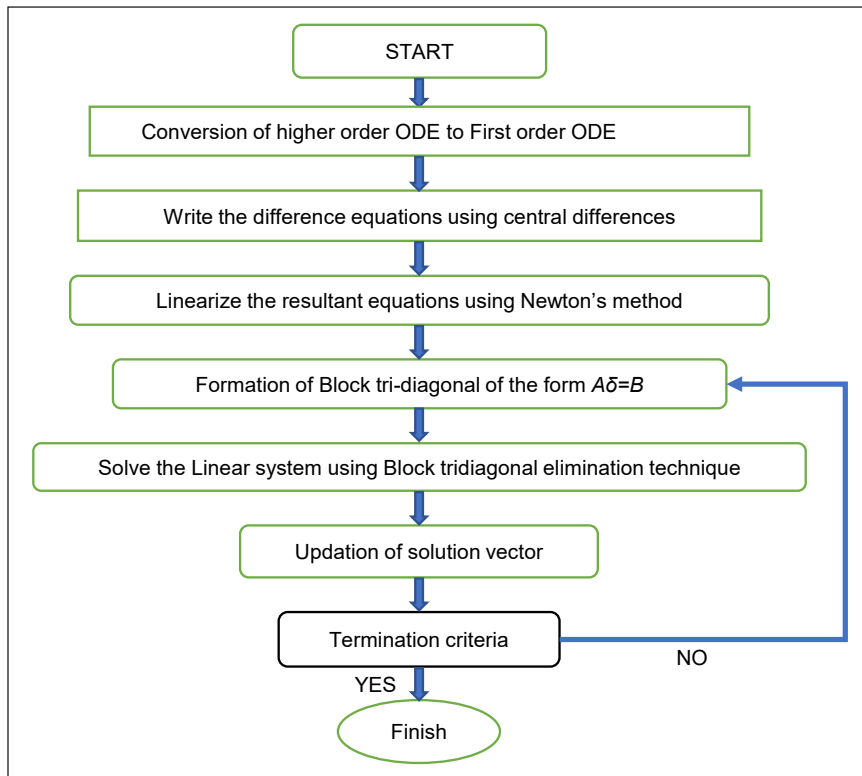 START
Conversion of higher order ODE to First order ODE
Write the difference equations using central differences
Linearize the resultant equations using Newton’s method
Formation of Block tri-diagonal of the form Aδ=B
Solve the Linear system using Block tridiagonal elimination technique
Updation of solution vector
Termination criteria
NO
YES
Finish